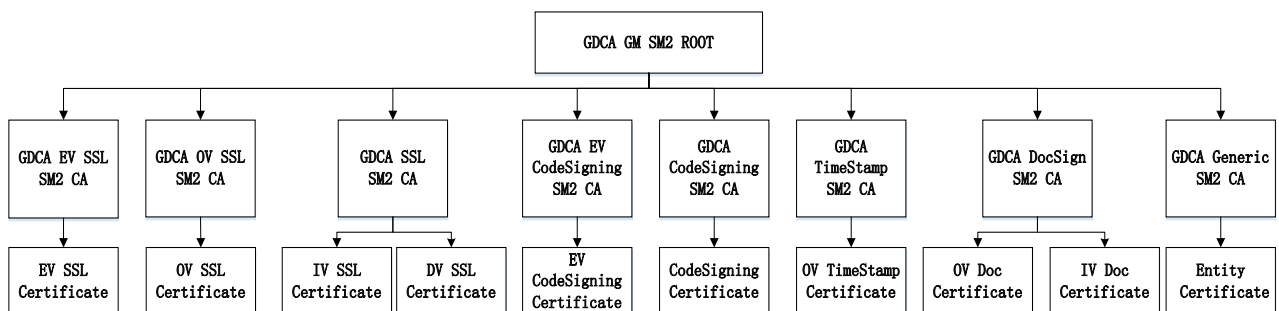 GDCA GM SM2 ROOT
GDCA EV SSL
SM2 CA
GDCA OV SSL
SM2 CA
GDCA SSL
SM2 CA
GDCA EV
CodeSigning
SM2 CA
GDCA
CodeSigning
SM2 CA
GDCA
TimeStamp
SM2 CA
GDCA DocSign
SM2 CA
GDCA Generic
SM2 CA
EV SSL
Certificate
OV SSL
Certificate
IV SSL
Certificate
DV SSL
Certificate
EV
CodeSigning
Certificate
CodeSigning
Certificate
OV TimeStamp
Certificate
OV Doc
Certificate
IV Doc
Certificate
Entity
Certificate